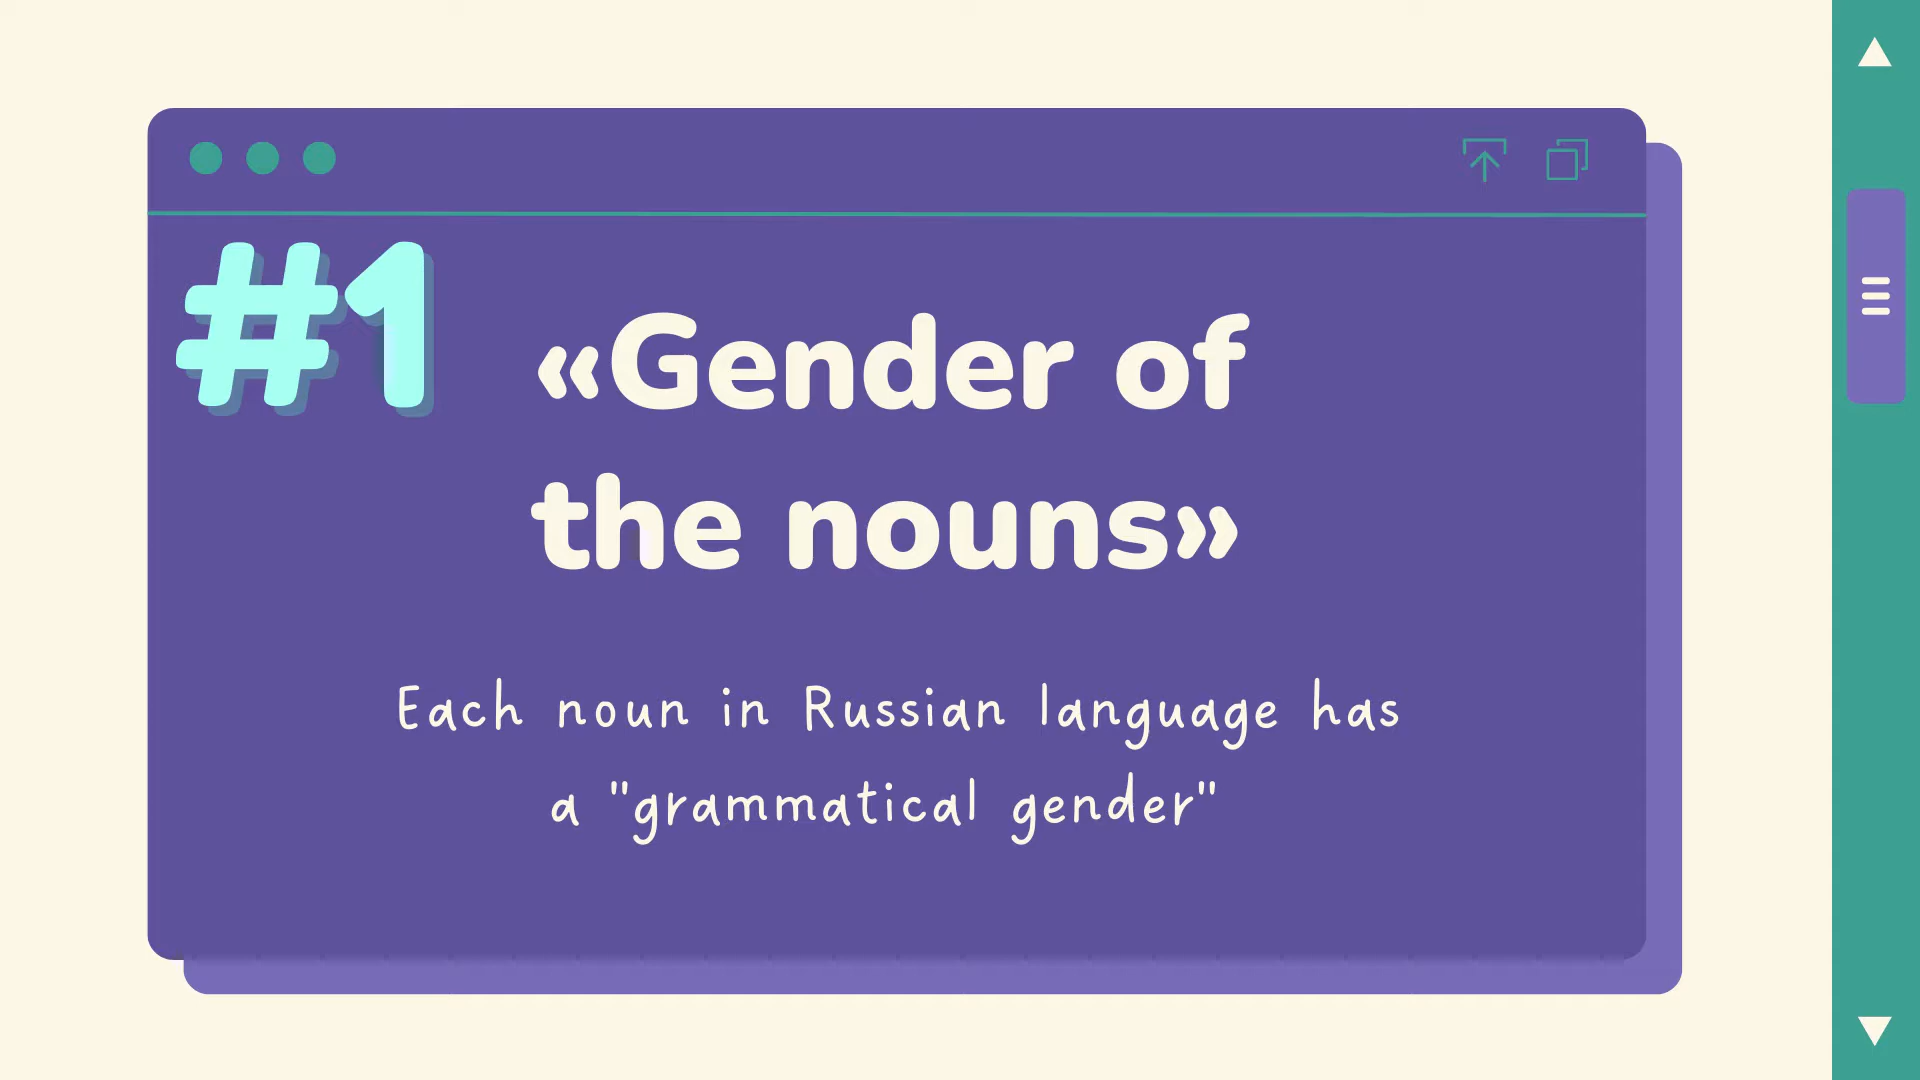 #1
«Gender of
the nouns»
Each noun in Russian language has
a "grammatical gender"